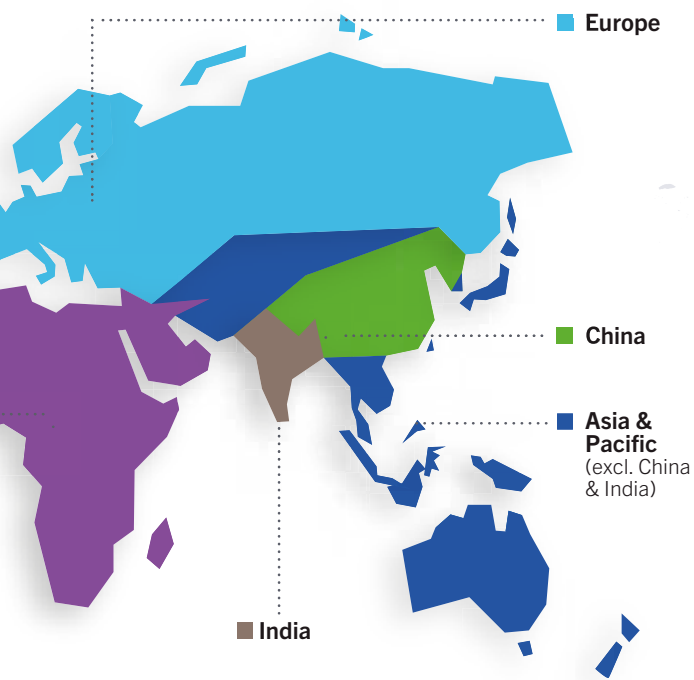 Europe
China
Asia &
Pacific
(excl. China
& India)
India